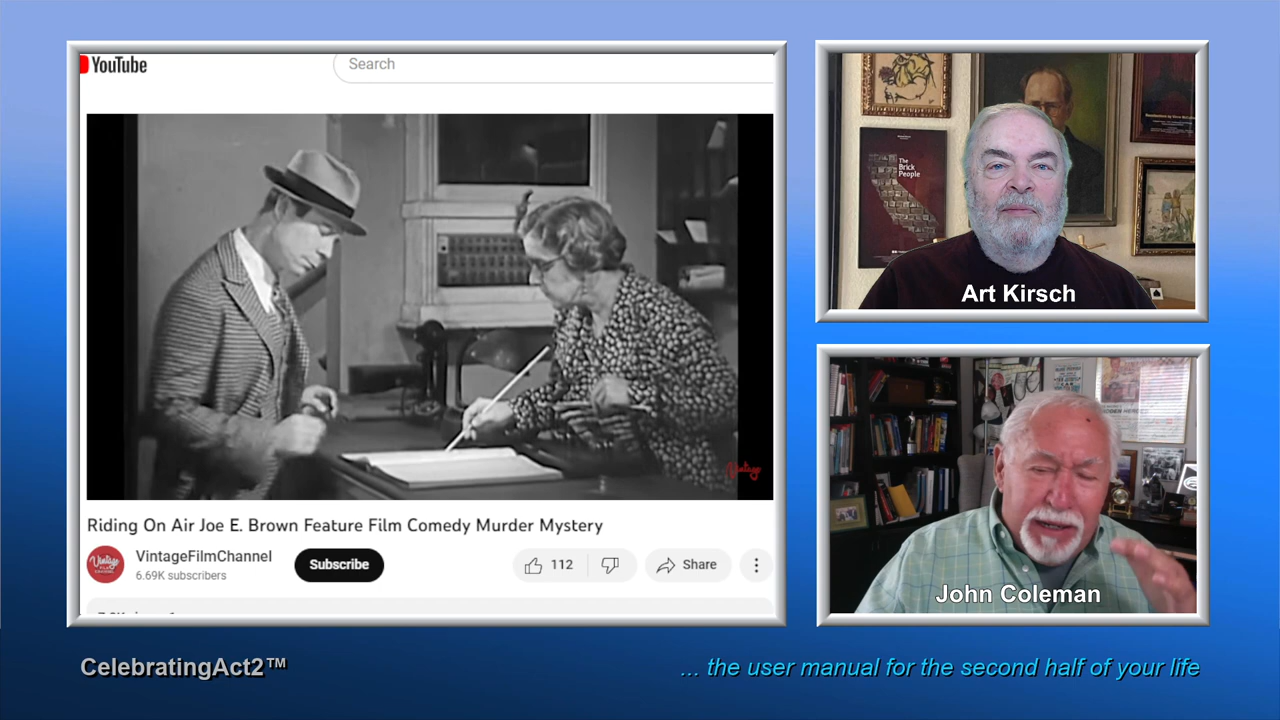 YouTube
Search
Vintage
Riding On Air Joe E. Brown Feature Film Comedy Murder Mystery
VintageFilmChannel
6.69K subscribers
Subscribe
112
Share
The
Brick
People
Art Kirsch
John Coleman
CelebratingAct2™
... the user manual for the second half of your life